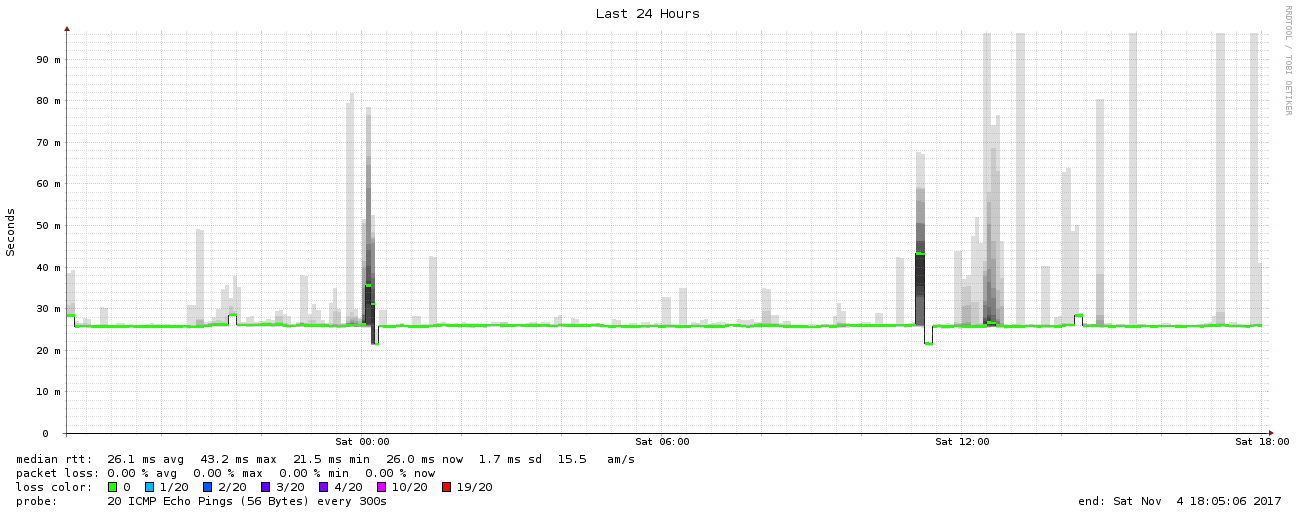 Last 24 Hours
RRDTOOL / TOBI OETIKER
Seconds
90 m
80 m
70 m
60 m
50 m
40 m
30 m
20 m
10 m
0
Sat 00:00 Sat 06:00 Sat 12:00 Sat 18:00
median rtt: 26.1 ms avg 43.2 ms max 21.5 ms min 26.0 ms now 1.7 ms sd 15.5 am/s
packet loss: 0.00 % avg 0.00 % max 0.00 % min 0.00 % now
loss color: 0 1/20 2/20 3/20 4/20 10/20 19/20
probe: 20 ICMP Echo Pings (56 Bytes) every 300s end: Sat Nov 4 18:05:06 2017